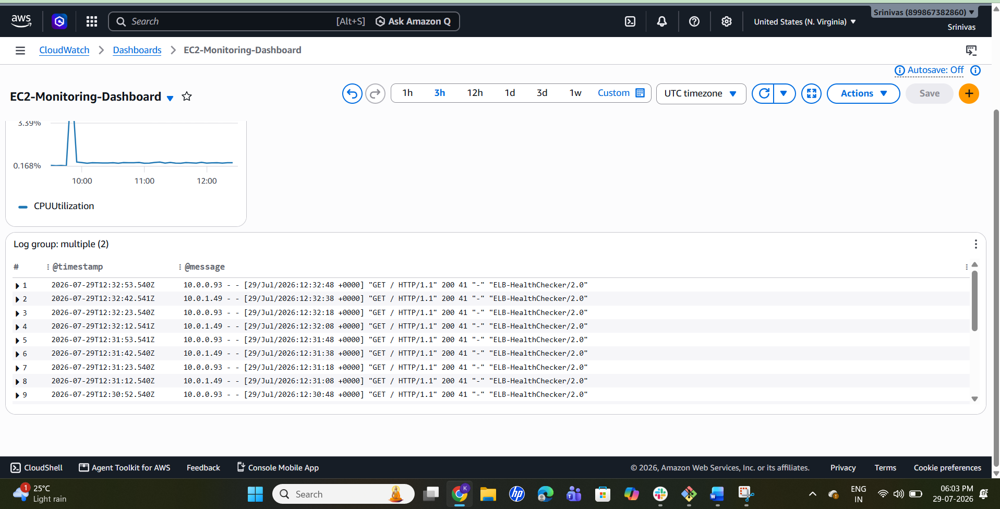 aws
Search [Alt+S] Ask Amazon Q
United States (N. Virginia)
Srinivas (899867382860)
Srinivas
CloudWatch > Dashboards > EC2-Monitoring-Dashboard
Autosave: Off
EC2-Monitoring-Dashboard
1h 3h 12h 1d 3d 1w Custom
UTC timezone
Actions
Save
3.39%
0.168%
10:00 11:00 12:00
CPUUtilization
Log group: multiple (2)
# @timestamp @message
1 2026-07-29T12:32:53.540Z 10.0.0.93 - - [29/Jul/2026:12:32:48 +0000] "GET / HTTP/1.1" 200 41 "-" "ELB-HealthChecker/2.0"
2 2026-07-29T12:32:42.541Z 10.0.1.49 - - [29/Jul/2026:12:32:38 +0000] "GET / HTTP/1.1" 200 41 "-" "ELB-HealthChecker/2.0"
3 2026-07-29T12:32:23.540Z 10.0.0.93 - - [29/Jul/2026:12:32:18 +0000] "GET / HTTP/1.1" 200 41 "-" "ELB-HealthChecker/2.0"
4 2026-07-29T12:32:12.541Z 10.0.1.49 - - [29/Jul/2026:12:32:08 +0000] "GET / HTTP/1.1" 200 41 "-" "ELB-HealthChecker/2.0"
5 2026-07-29T12:31:53.541Z 10.0.0.93 - - [29/Jul/2026:12:31:48 +0000] "GET / HTTP/1.1" 200 41 "-" "ELB-HealthChecker/2.0"
6 2026-07-29T12:31:42.540Z 10.0.1.49 - - [29/Jul/2026:12:31:38 +0000] "GET / HTTP/1.1" 200 41 "-" "ELB-HealthChecker/2.0"
7 2026-07-29T12:31:23.540Z 10.0.0.93 - - [29/Jul/2026:12:31:18 +0000] "GET / HTTP/1.1" 200 41 "-" "ELB-HealthChecker/2.0"
8 2026-07-29T12:31:12.540Z 10.0.1.49 - - [29/Jul/2026:12:31:08 +0000] "GET / HTTP/1.1" 200 41 "-" "ELB-HealthChecker/2.0"
9 2026-07-29T12:30:52.540Z 10.0.0.93 - - [29/Jul/2026:12:30:48 +0000] "GET / HTTP/1.1" 200 41 "-" "ELB-HealthChecker/2.0"
CloudShell Agent Toolkit for AWS Feedback Console Mobile App © 2026, Amazon Web Services, Inc. or its affiliates. Privacy Terms Cookie preferences
1
25°C
Light rain
Search
K
hp
T
W
ENG
IN
06:03 PM
29-07-2026